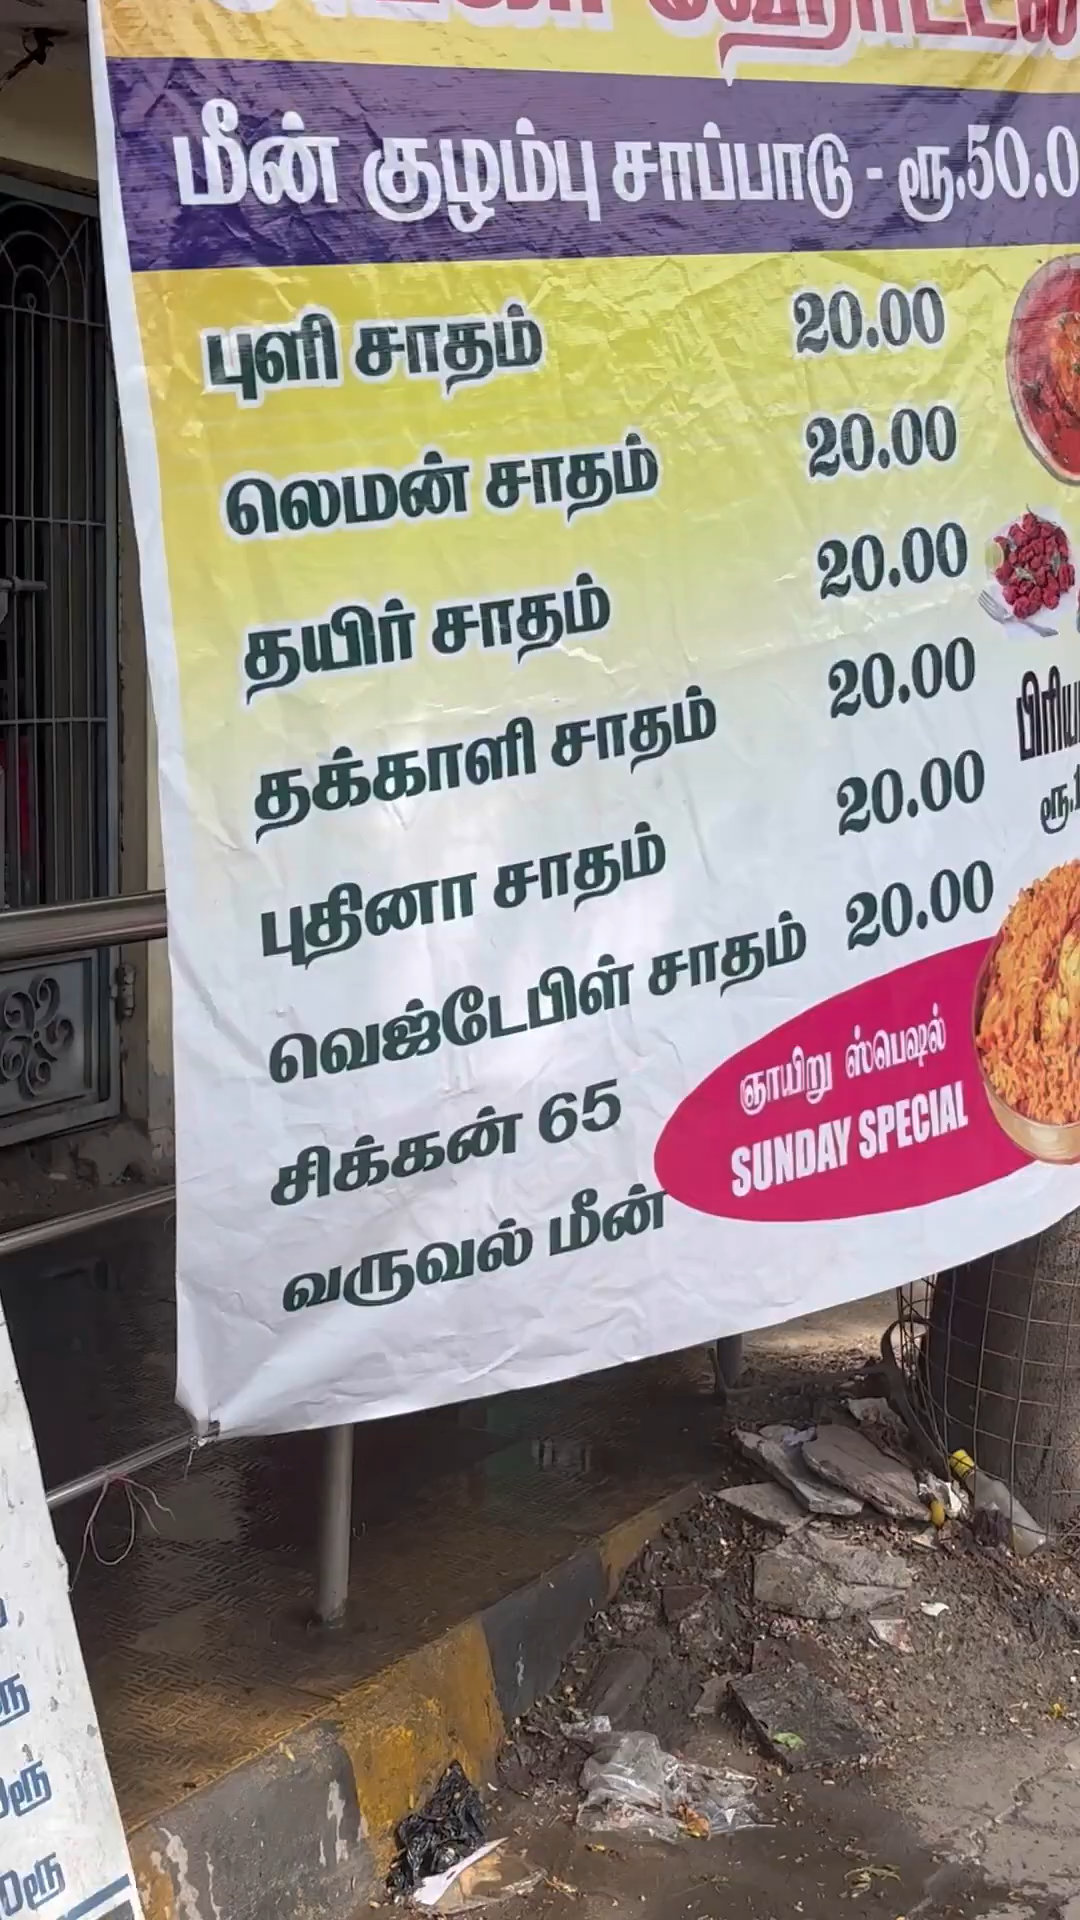 மீன் குழம்பு சாப்பாடு - ரூ.50.0
புளி சாதம் 20.00
லெமன் சாதம் 20.00
தயிர் சாதம் 20.00
தக்காளி சாதம் 20.00
புதினா சாதம் 20.00
வெஜ்டேபிள் சாதம் 20.00
சிக்கன் 65
வருவல் மீன்
ஞாயிறு ஸ்பெஷல்
SUNDAY SPECIAL